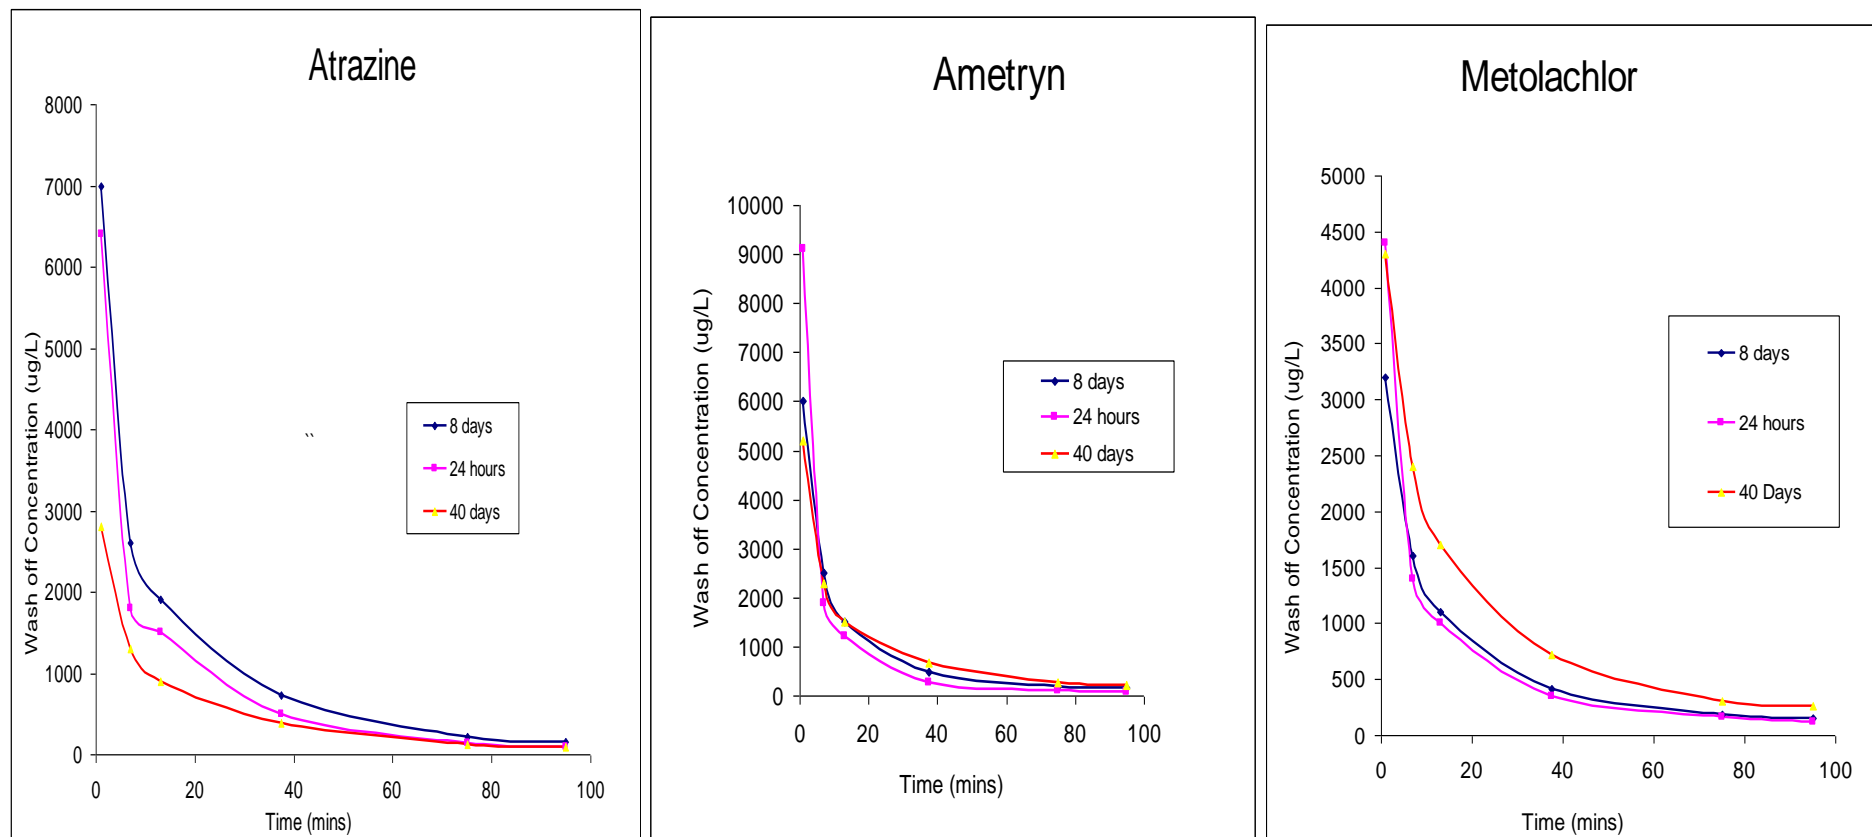 Atrazine
8000
7000
6000
5000
4000
3000
2000
1000
0
0 20 40 60 80 100
Wash off Concentration (ug/L)
Time (mins)
``
8 days
24 hours
40 days
Ametryn
10000
9000
8000
7000
6000
5000
4000
3000
2000
1000
0
0 20 40 60 80 100
Wash off Concentration (ug/L)
Time (mins)
8 days
24 hours
40 days
Metolachlor
5000
4500
4000
3500
3000
2500
2000
1500
1000
500
0
0 20 40 60 80 100
Wash off Concentration (ug/L)
Time (mins)
8 days
24 hours
40 Days